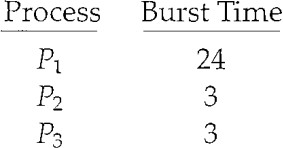 Process Burst Time
P₁ 24
P₂ 3
P₃ 3